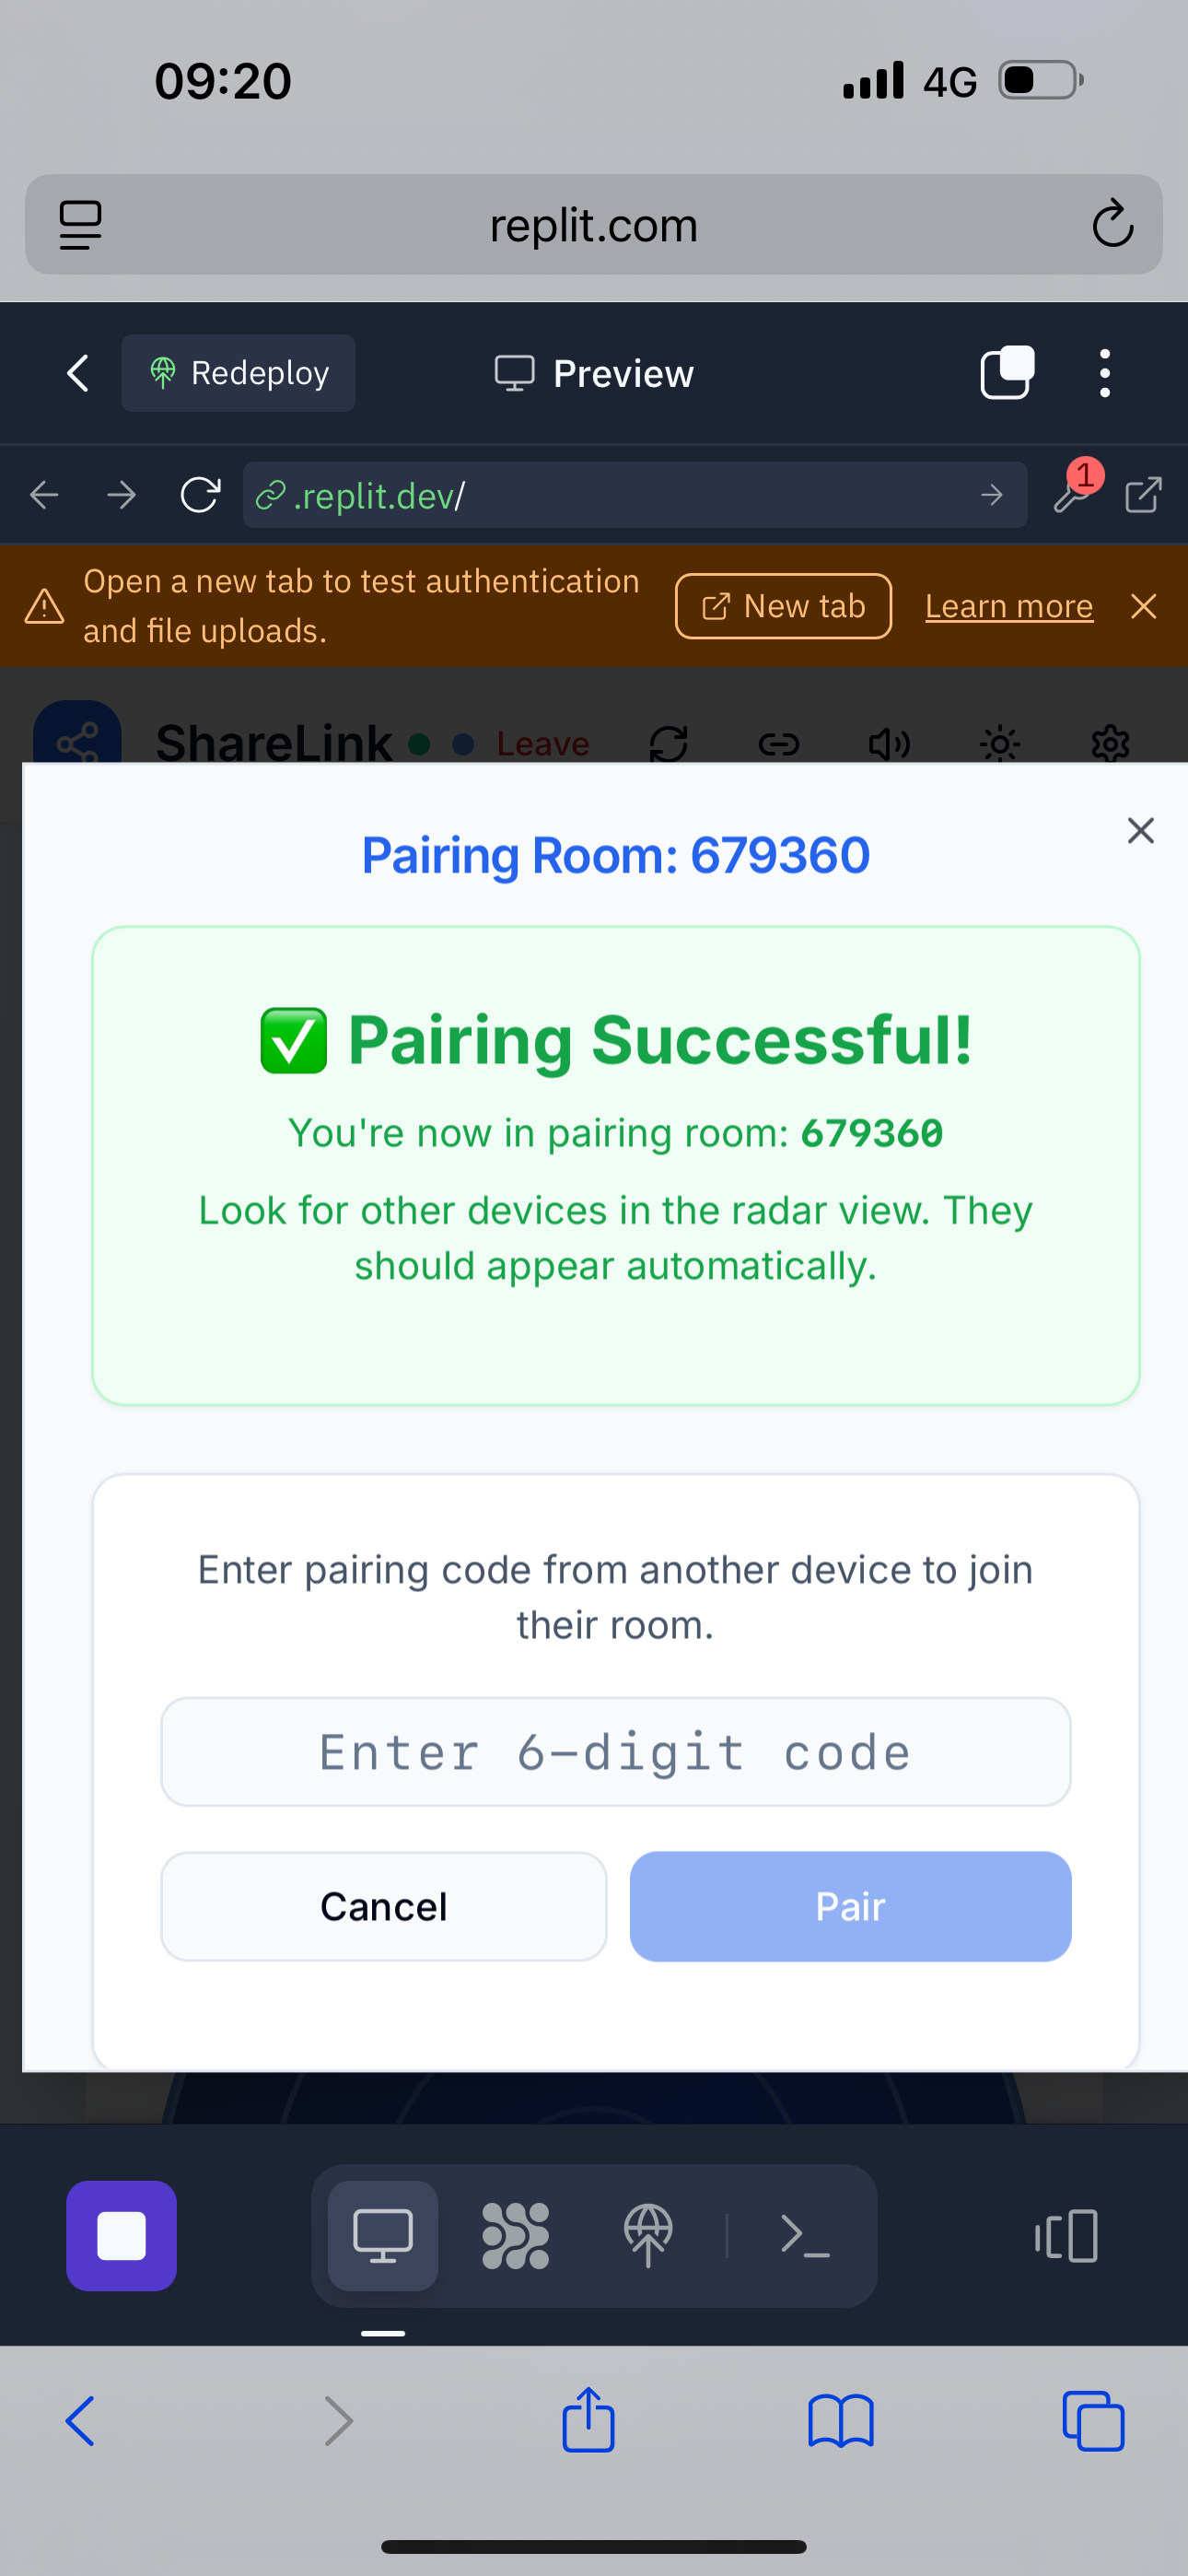 09:20
4G
replit.com
Redeploy
Preview
.replit.dev/
1
Open a new tab to test authentication
and file uploads.
New tab
Learn more
ShareLink
Leave
Pairing Room: 679360
✅ Pairing Successful!
You're now in pairing room: 679360
Look for other devices in the radar view. They
should appear automatically.
Enter pairing code from another device to join
their room.
Enter 6-digit code
Cancel
Pair